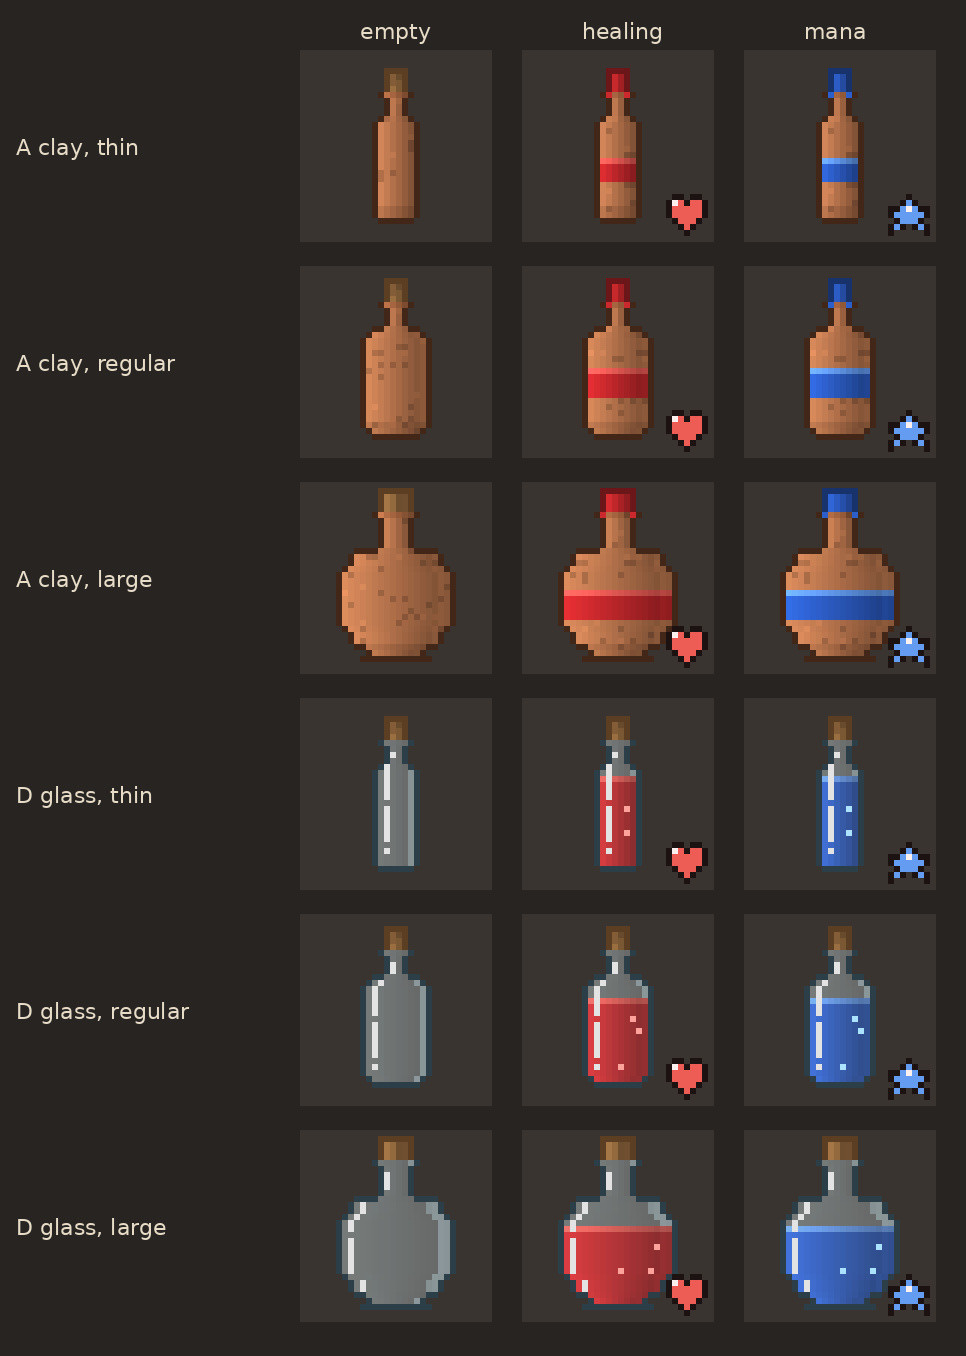 empty healing mana
A clay, thin
A clay, regular
A clay, large
D glass, thin
D glass, regular
D glass, large